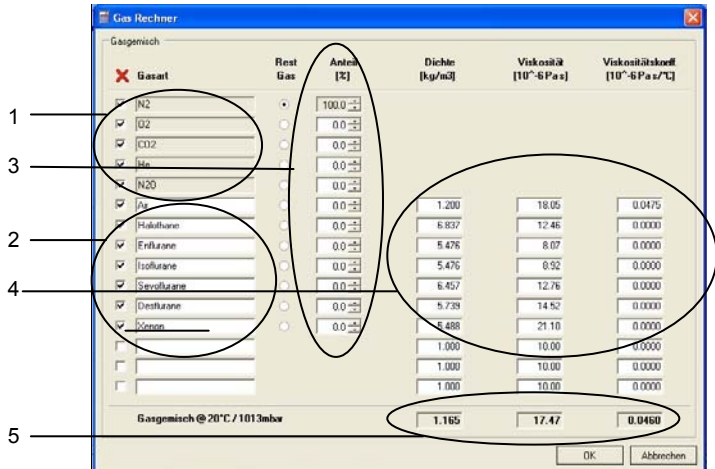 Gas Rechner
Gasgemisch
Gasart Rest Gas Anteil [%] Dichte [kg/m3] Viskosität [10^-6 Pa s] Viskositätskoeff. [10^-6 Pa s/°C]
N2 100.0
O2 0.0
CO2 0.0
He 0.0
N2O 0.0
Ar 0.0 1.200 18.05 0.0475
Halothane 0.0 6.837 12.46 0.0000
Enflurane 0.0 5.476 8.07 0.0000
Isoflurane 0.0 5.476 8.92 0.0000
Sevoflurane 0.0 6.457 12.76 0.0000
Desflurane 0.0 5.739 14.52 0.0000
Xenon 0.0 5.488 21.10 0.0000
1.000 10.00 0.0000
1.000 10.00 0.0000
1.000 10.00 0.0000
Gasgemisch @ 20°C / 1013mbar 1.165 17.47 0.0460
OK Abbrechen
1
3
2
4
5